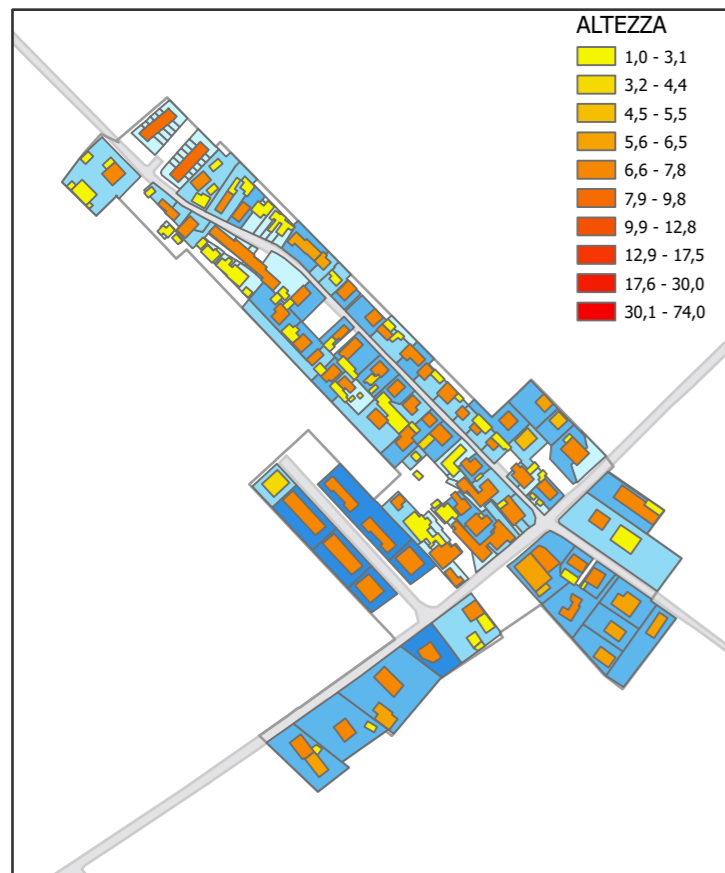 ALTEZZA
1,0 - 3,1
3,2 - 4,4
4,5 - 5,5
5,6 - 6,5
6,6 - 7,8
7,9 - 9,8
9,9 - 12,8
12,9 - 17,5
17,6 - 30,0
30,1 - 74,0